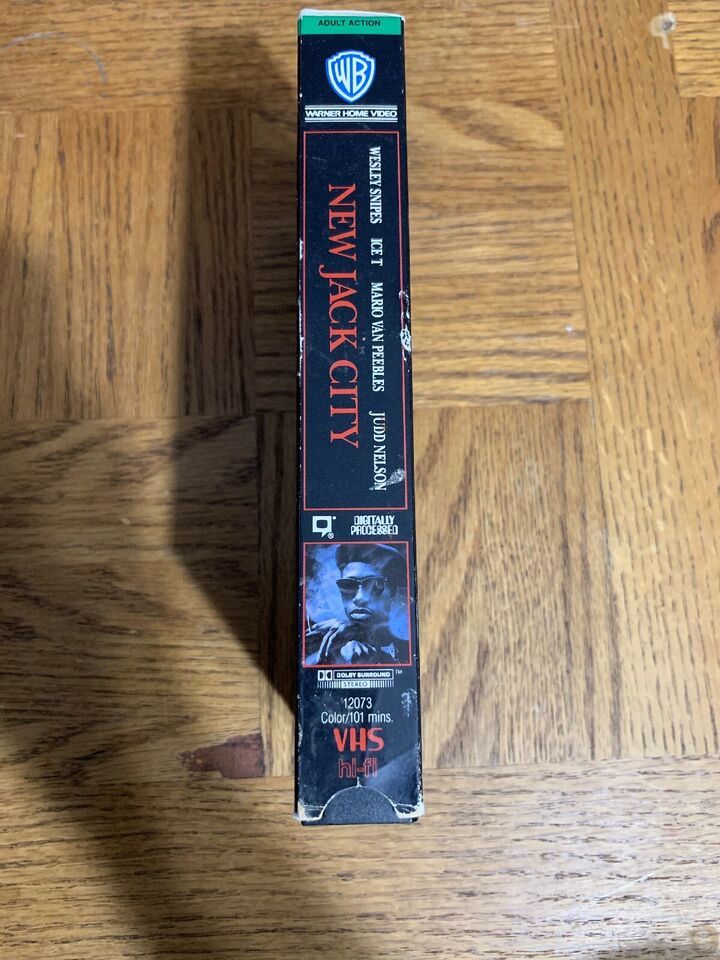 ADULT ACTION
WB
WARNER HOME VIDEO
WESLEY SNIPES ICE T MARIO VAN PEEBLES JUDD NELSON
NEW JACK CITY
DIGITALLY
PROCESSED
DOLBY SURROUND™
STEREO
12073
Color/101 mins.
VHS
hi-fi